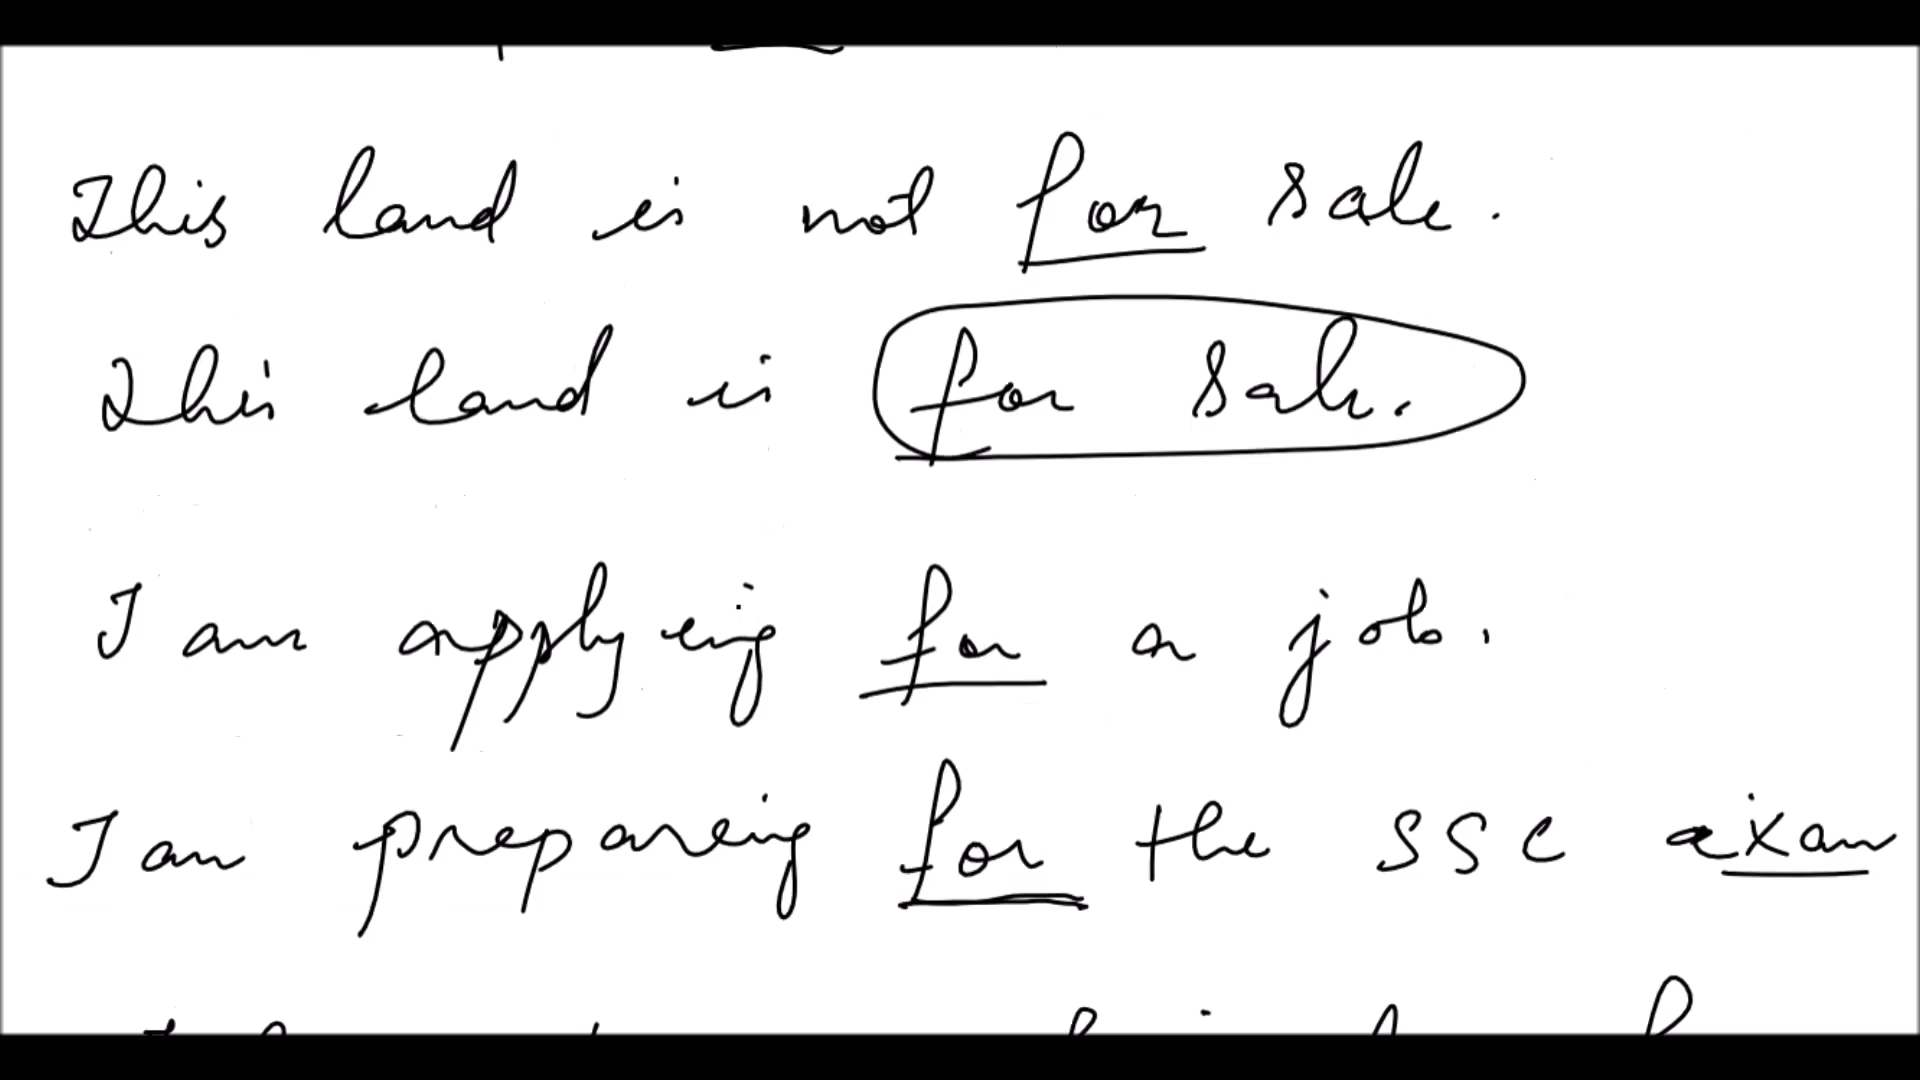 This land is not for sale.
This land is for sale.
I am applying for a job.
I am preparing for the SSC exam